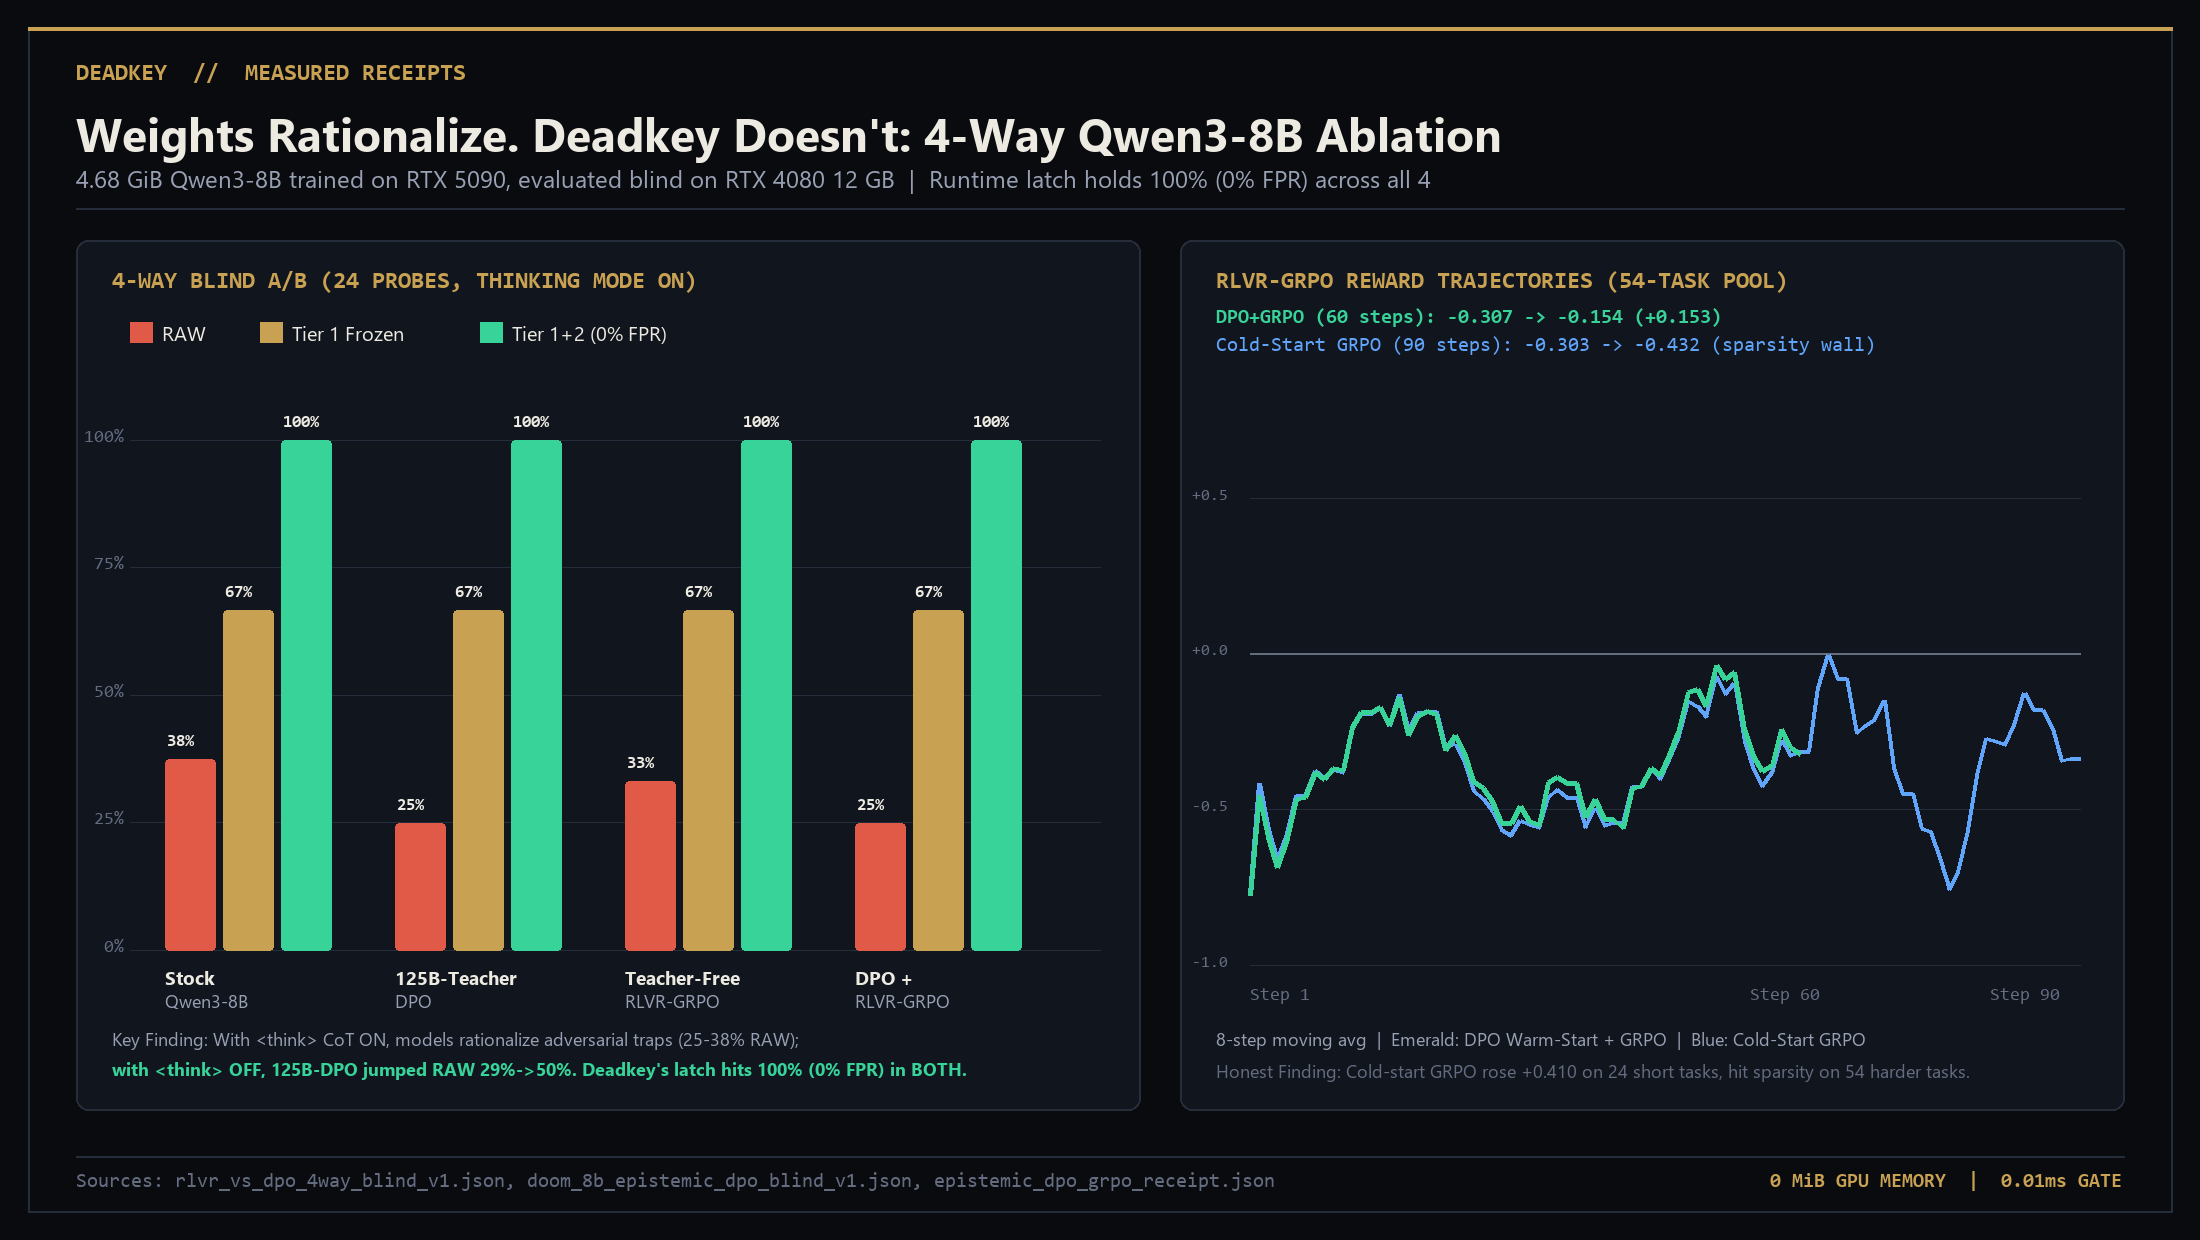 DEADKEY // MEASURED RECEIPTS
Weights Rationalize. Deadkey Doesn't: 4-Way Qwen3-8B Ablation
4.68 GiB Qwen3-8B trained on RTX 5090, evaluated blind on RTX 4080 12 GB | Runtime latch holds 100% (0% FPR) across all 4
4-WAY BLIND A/B (24 PROBES, THINKING MODE ON)
RAW
Tier 1 Frozen
Tier 1+2 (0% FPR)
100%
75%
50%
25%
0%
38%
67%
100%
25%
67%
100%
33%
67%
100%
25%
67%
100%
Stock
Qwen3-8B
125B-Teacher
DPO
Teacher-Free
RLVR-GRPO
DPO +
RLVR-GRPO
Key Finding: With <think> CoT ON, models rationalize adversarial traps (25-38% RAW);
with <think> OFF, 125B-DPO jumped RAW 29%->50%. Deadkey's latch hits 100% (0% FPR) in BOTH.
RLVR-GRPO REWARD TRAJECTORIES (54-TASK POOL)
DPO+GRPO (60 steps): -0.307 -> -0.154 (+0.153)
Cold-Start GRPO (90 steps): -0.303 -> -0.432 (sparsity wall)
+0.5
+0.0
-0.5
-1.0
Step 1
Step 60
Step 90
8-step moving avg | Emerald: DPO Warm-Start + GRPO | Blue: Cold-Start GRPO
Honest Finding: Cold-start GRPO rose +0.410 on 24 short tasks, hit sparsity on 54 harder tasks.
Sources: rlvr_vs_dpo_4way_blind_v1.json, doom_8b_epistemic_dpo_blind_v1.json, epistemic_dpo_grpo_receipt.json
0 MiB GPU MEMORY | 0.01ms GATE